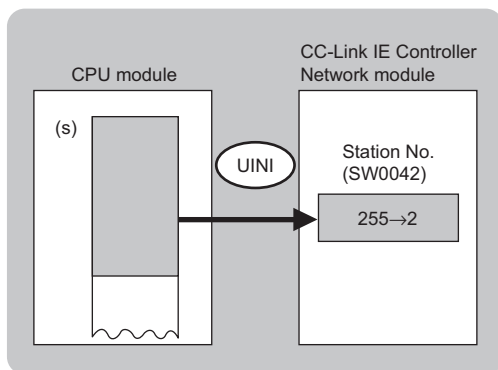 CPU module
CC-Link IE Controller
Network module
(s)
UINI
Station No.
(SW0042)
255→2